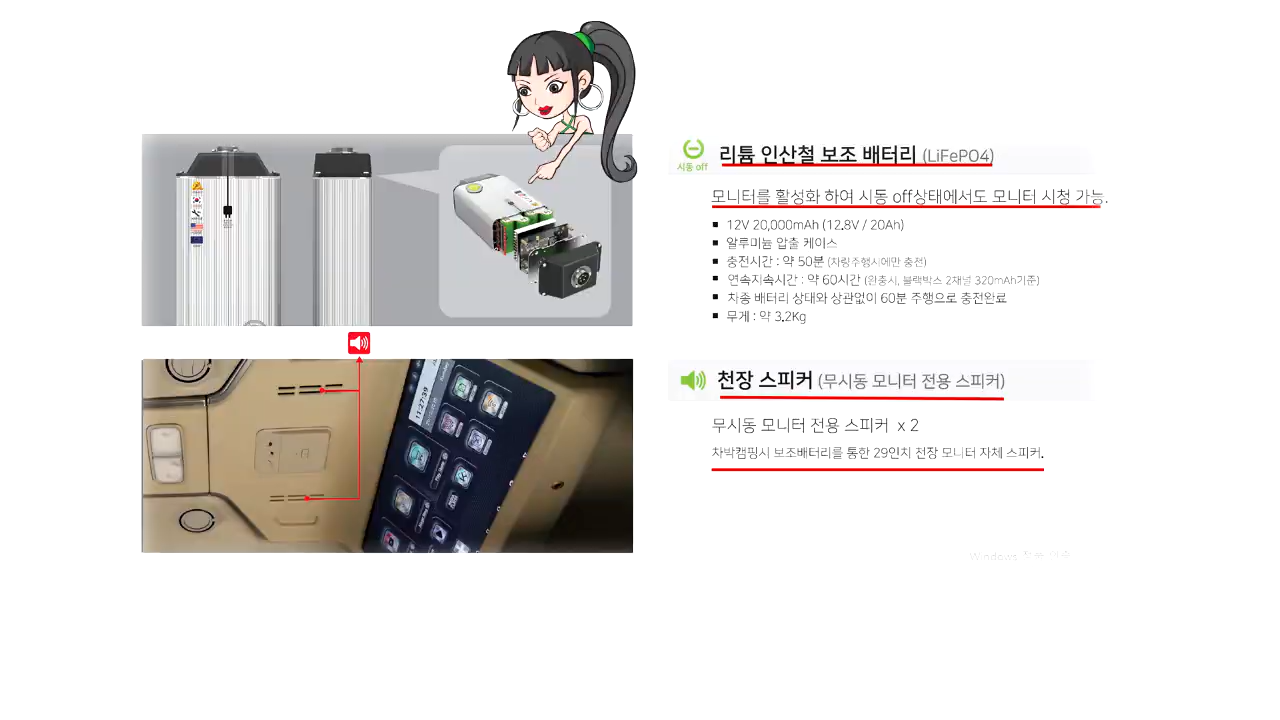 시동 off
리튬 인산철 보조 배터리 (LiFePO4)
모니터를 활성화 하여 시동 off상태에서도 모니터 시청 가능.
■ 12V 20,000mAh (12.8V / 20Ah)
■ 알루미늄 압출 케이스
■ 충전시간 : 약 50분 (차량주행시에만 충전)
■ 연속지속시간 : 약 60시간 (완충시, 블랙박스 2채널 320mAh기준)
■ 차종 배터리 상태와 상관없이 60분 주행으로 충전완료
■ 무게 : 약 3.2Kg
11:27:39
천장 스피커 (무시동 모니터 전용 스피커)
무시동 모니터 전용 스피커 x 2
차박캠핑시 보조배터리를 통한 29인치 천장 모니터 자체 스피커.
Windows 정품 인증